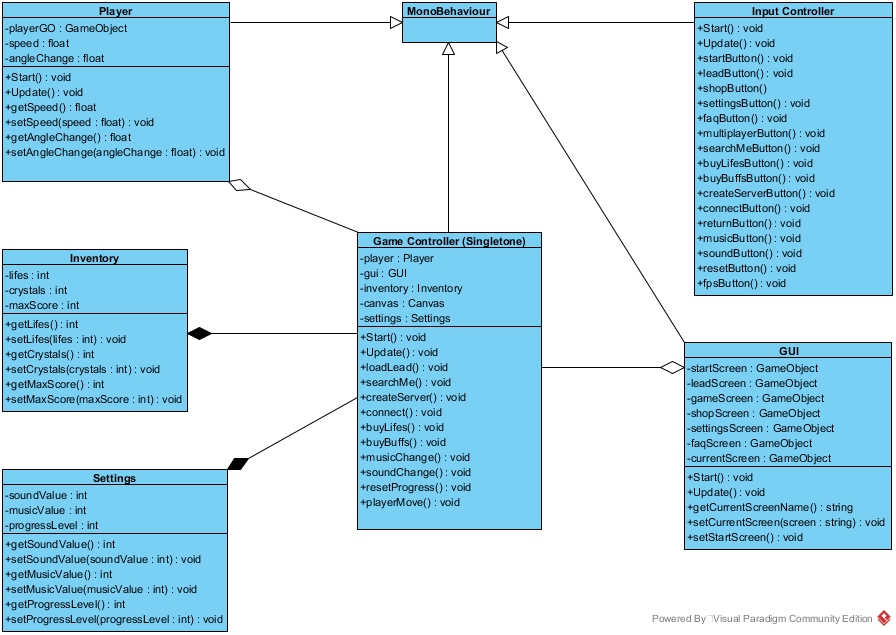 Player
-playerGO : GameObject
-speed : float
-angleChange : float
+Start() : void
+Update() : void
+getSpeed() : float
+setSpeed(speed : float) : void
+getAngleChange() : float
+setAngleChange(angleChange : float) : void
MonoBehaviour
Input Controller
+Start() : void
+Update() : void
+startButton() : void
+leadButton() : void
+shopButton()
+settingsButton() : void
+faqButton() : void
+multiplayerButton() : void
+searchMeButton() : void
+buyLifesButton() : void
+buyBuffsButton() : void
+createServerButton() : void
+connectButton() : void
+returnButton() : void
+musicButton() : void
+soundButton() : void
+resetButton() : void
+fpsButton() : void
Inventory
-lifes : int
-crystals : int
-maxScore : int
+getLifes() : int
+setLifes(lifes : int) : void
+getCrystals() : int
+setCrystals(crystals : int) : void
+getMaxScore() : int
+setMaxScore(maxScore : int) : void
Game Controller (Singletone)
-player : Player
-gui : GUI
-inventory : Inventory
-canvas : Canvas
-settings : Settings
+Start() : void
+Update() : void
+loadLead() : void
+searchMe() : void
+createServer() : void
+connect() : void
+buyLifes() : void
+buyBuffs() : void
+musicChange() : void
+soundChange() : void
+resetProgress() : void
+playerMove() : void
GUI
-startScreen : GameObject
-leadScreen : GameObject
-gameScreen : GameObject
-shopScreen : GameObject
-settingsScreen : GameObject
-faqScreen : GameObject
-currentScreen : GameObject
+Start() : void
+Update() : void
+getCurrentScreenName() : string
+setCurrentScreen(screen : string) : void
+setStartScreen() : void
Settings
-soundValue : int
-musicValue : int
-progressLevel : int
+getSoundValue() : int
+setSoundValue(soundValue : int) : void
+getMusicValue() : int
+setMusicValue(musicValue : int) : void
+getProgressLevel() : int
+setProgressLevel(progressLevel : int) : void
Powered By Visual Paradigm Community Edition